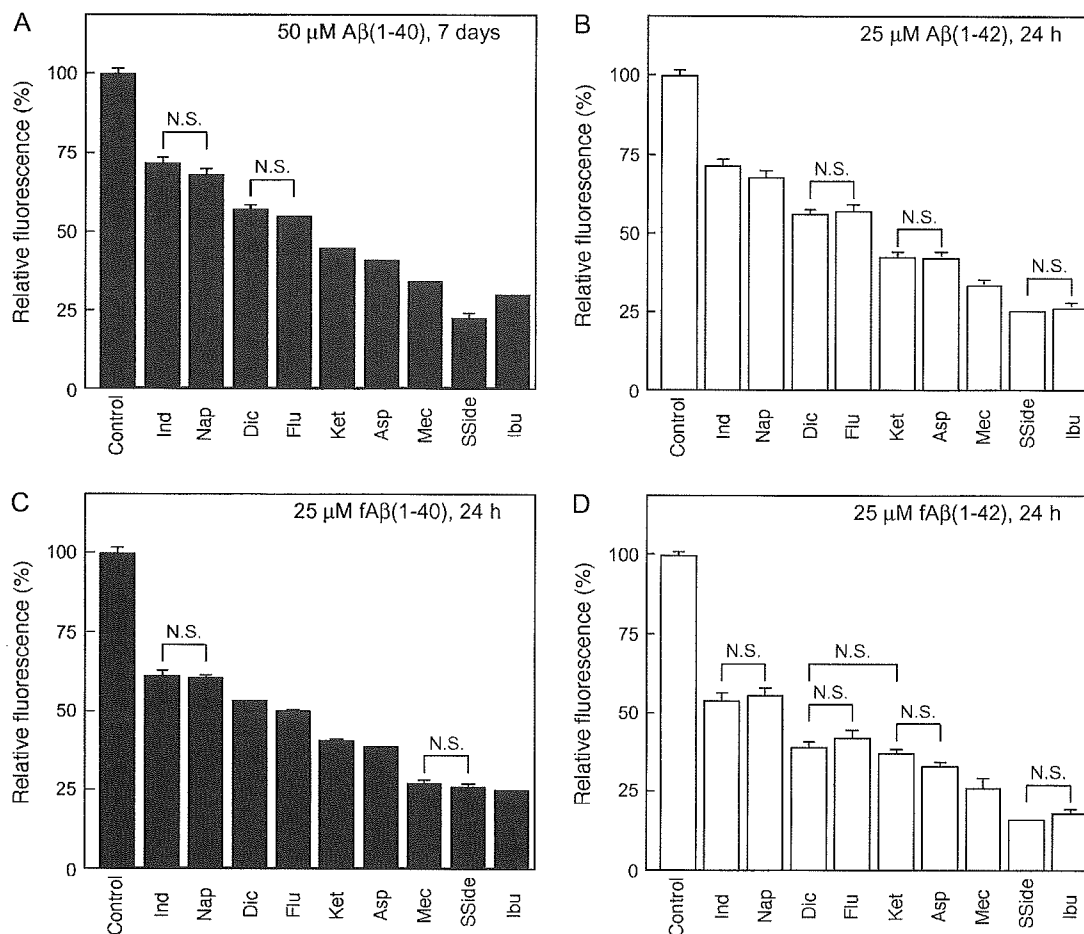 A
50 μM Aβ(1-40), 7 days
Relative fluorescence (%)
100
75
50
25
0
N.S.
N.S.
Control Ind Nap Dic Flu Ket Asp Mec SSide Ibu
B
25 μM Aβ(1-42), 24 h
Relative fluorescence (%)
100
75
50
25
0
N.S.
N.S.
N.S.
Control Ind Nap Dic Flu Ket Asp Mec SSide Ibu
C
25 μM fAβ(1-40), 24 h
Relative fluorescence (%)
100
75
50
25
0
N.S.
N.S.
Control Ind Nap Dic Flu Ket Asp Mec SSide Ibu
D
25 μM fAβ(1-42), 24 h
Relative fluorescence (%)
100
75
50
25
0
N.S.
N.S.
N.S.
N.S.
N.S.
Control Ind Nap Dic Flu Ket Asp Mec SSide Ibu